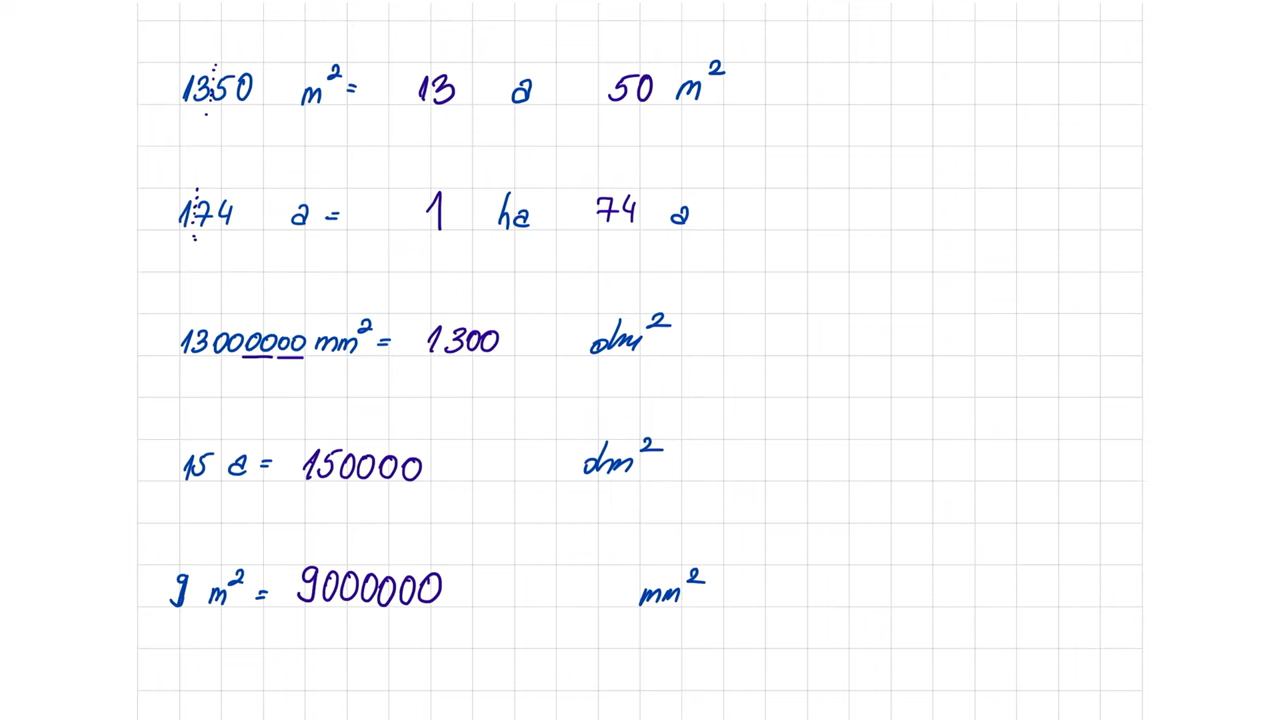 1350 m² = 13 a 50 m²
174 a = 1 ha 74 a
13000000 mm² = 1300 dm²
15 a = 150000 dm²
9 m² = 9000000 mm²